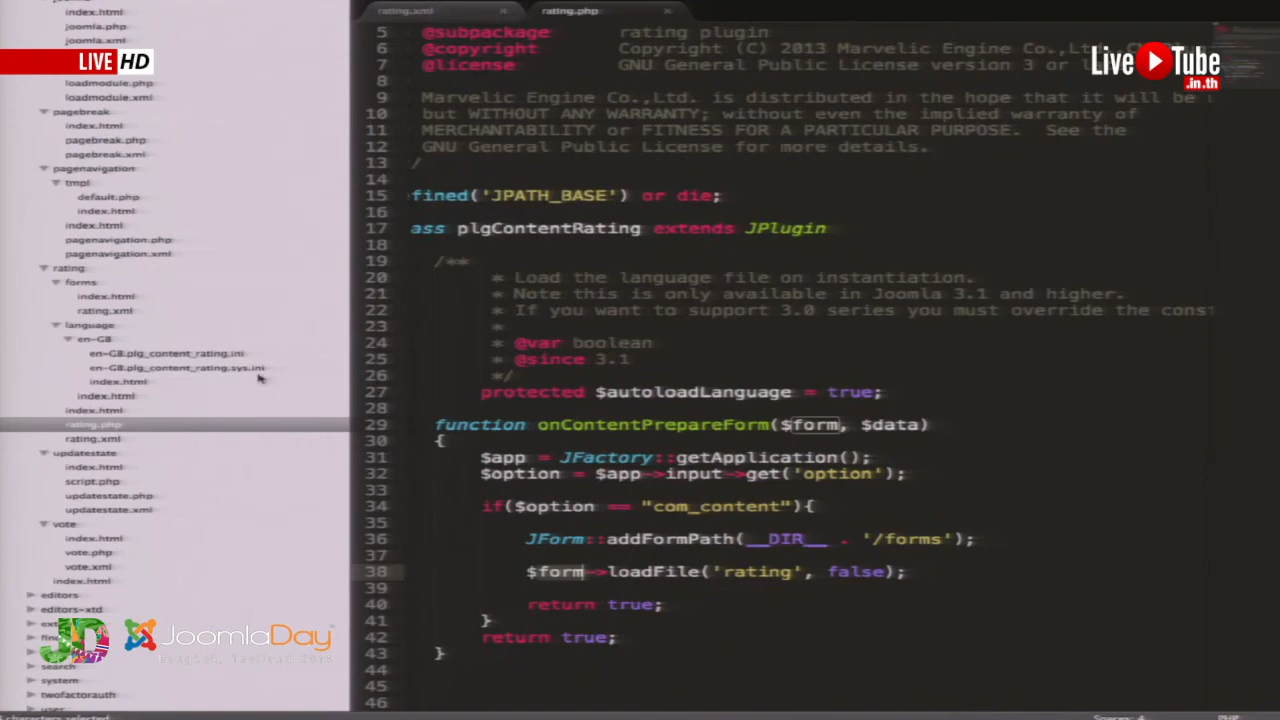 rating.xml
rating.php
LIVE HD
Live Tube
.in.th
index.html
joomla.php
joomla.xml
loadmodule.php
loadmodule.xml
pagebreak
index.html
pagebreak.php
pagebreak.xml
pagenavigation
tmpl
default.php
index.html
index.html
pagenavigation.php
pagenavigation.xml
rating
forms
index.html
rating.xml
language
en-GB
en-GB.plg_content_rating.ini
en-GB.plg_content_rating.sys.ini
index.html
index.html
index.html
rating.php
rating.xml
updatestate
index.html
script.php
updatestate.php
updatestate.xml
vote
index.html
vote.php
vote.xml
index.html
editors
editors-xtd
search
system
twofactorauth
user
JD JoomlaDay
Bangkok, Thailand
characters selected
5 @subpackage rating plugin
6 @copyright Copyright (C) 2013 Marvelic Engine Co.,Lt
7 @license GNU General Public License version 3 or l
8
9 Marvelic Engine Co.,Ltd. is distributed in the hope that it will be
10 but WITHOUT ANY WARRANTY; without even the implied warranty of
11 MERCHANTABILITY or FITNESS FOR A PARTICULAR PURPOSE. See the
12 GNU General Public License for more details.
13 /
14
15 fined('JPATH_BASE') or die;
16
17 ass plgContentRating extends JPlugin
18
19 /**
20 * Load the language file on instantiation.
21 * Note this is only available in Joomla 3.1 and higher.
22 * If you want to support 3.0 series you must override the const
23 *
24 * @var boolean
25 * @since 3.1
26 */
27 protected $autoloadLanguage = true;
28
29 function onContentPrepareForm($form, $data)
30 {
31 $app = JFactory::getApplication();
32 $option = $app->input->get('option');
33
34 if($option == "com_content"){
35
36 JForm::addFormPath(__DIR__ . '/forms');
37
38 $form->loadFile('rating', false);
39
40 return true;
41 }
42 return true;
43 }
44
45
46
Spaces: 4
PHP